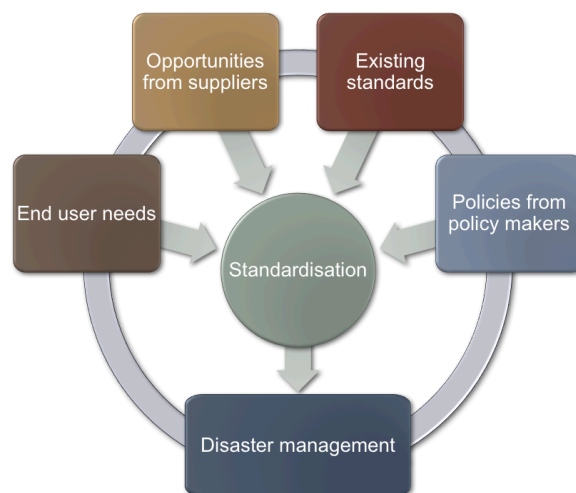 Opportunities
from suppliers
Existing
standards
End user needs
Policies from
policy makers
Standardisation
Disaster management